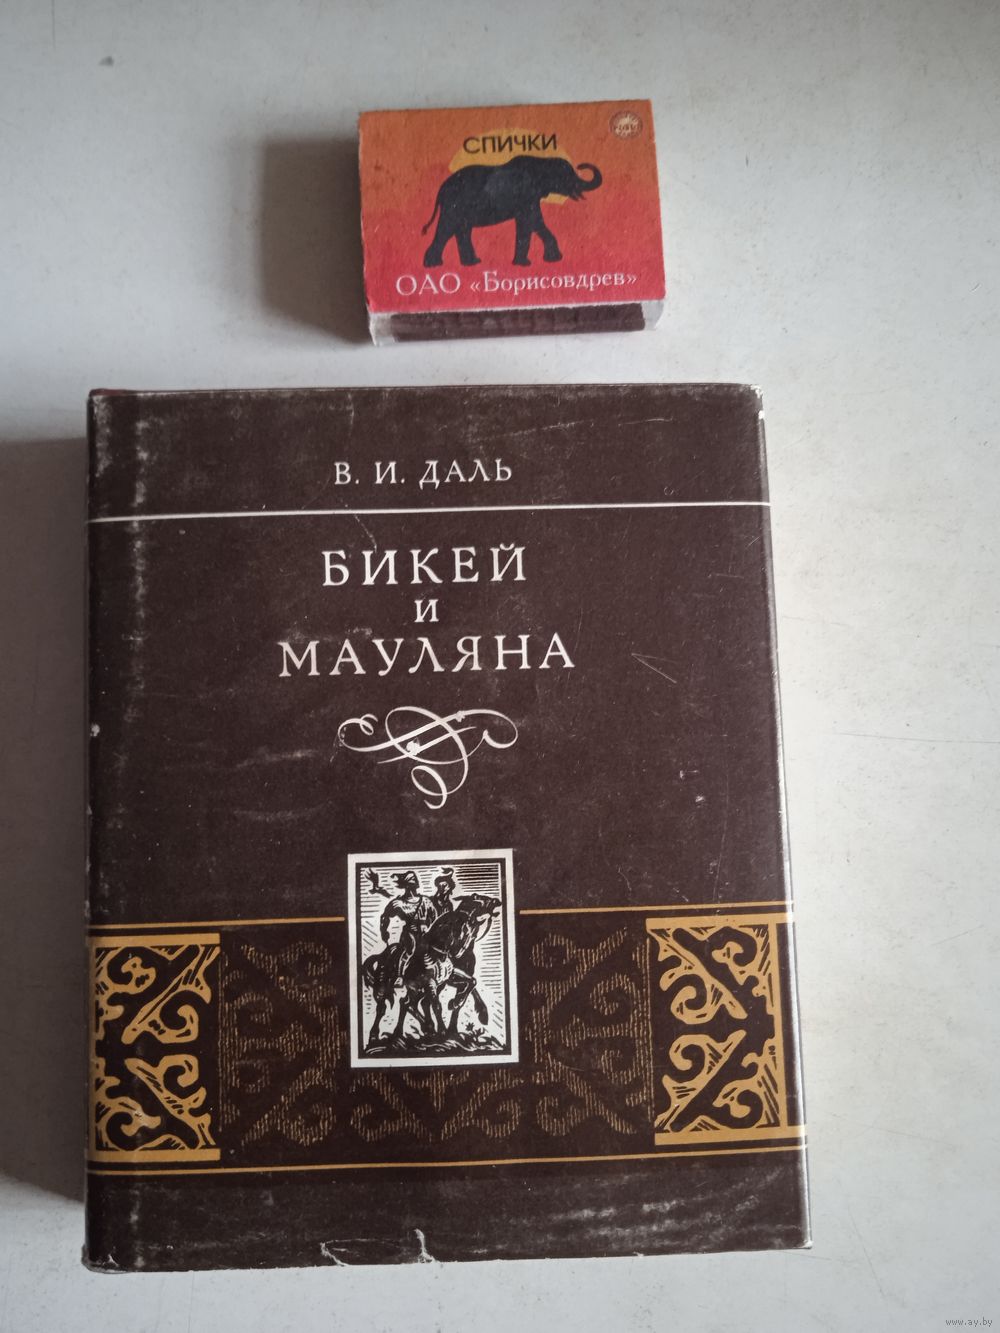 СПИЧКИ
ОАО «Борисовдрев»
В. И. ДАЛЬ
БИКЕЙ
И
МАУЛЯНА
www.ay.by